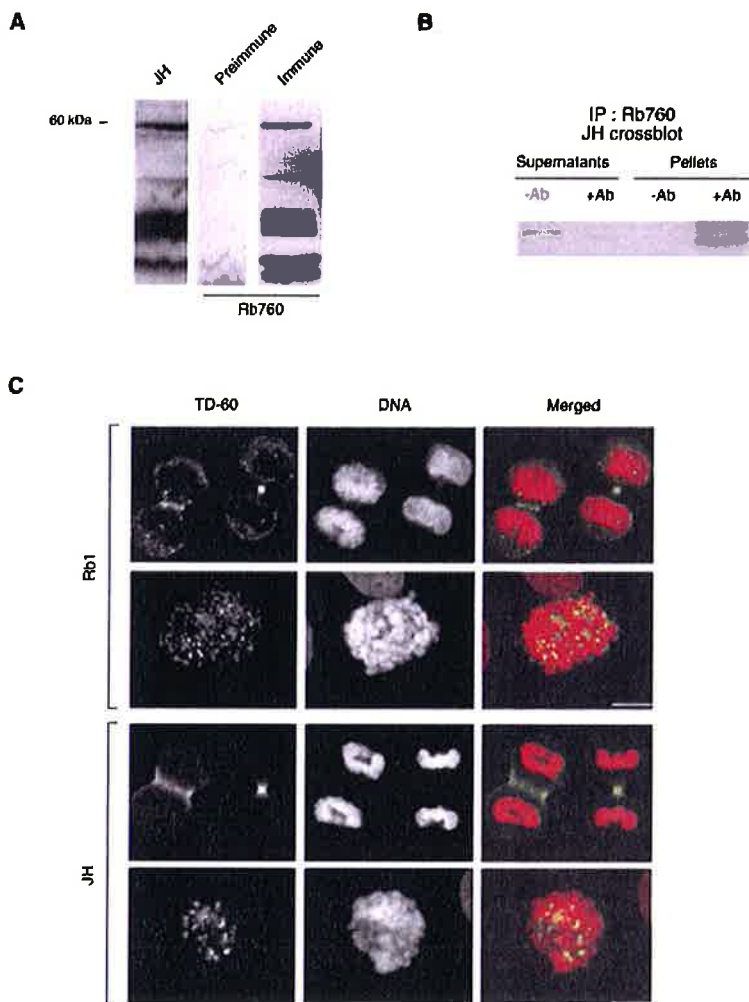 A
JH
Preimmune
Immune
60 kDa -
Rb760
B
IP : Rb760
JH crossblot
Supernatants Pellets
-Ab +Ab -Ab +Ab
C
TD-60 DNA Merged
Rb1
JH